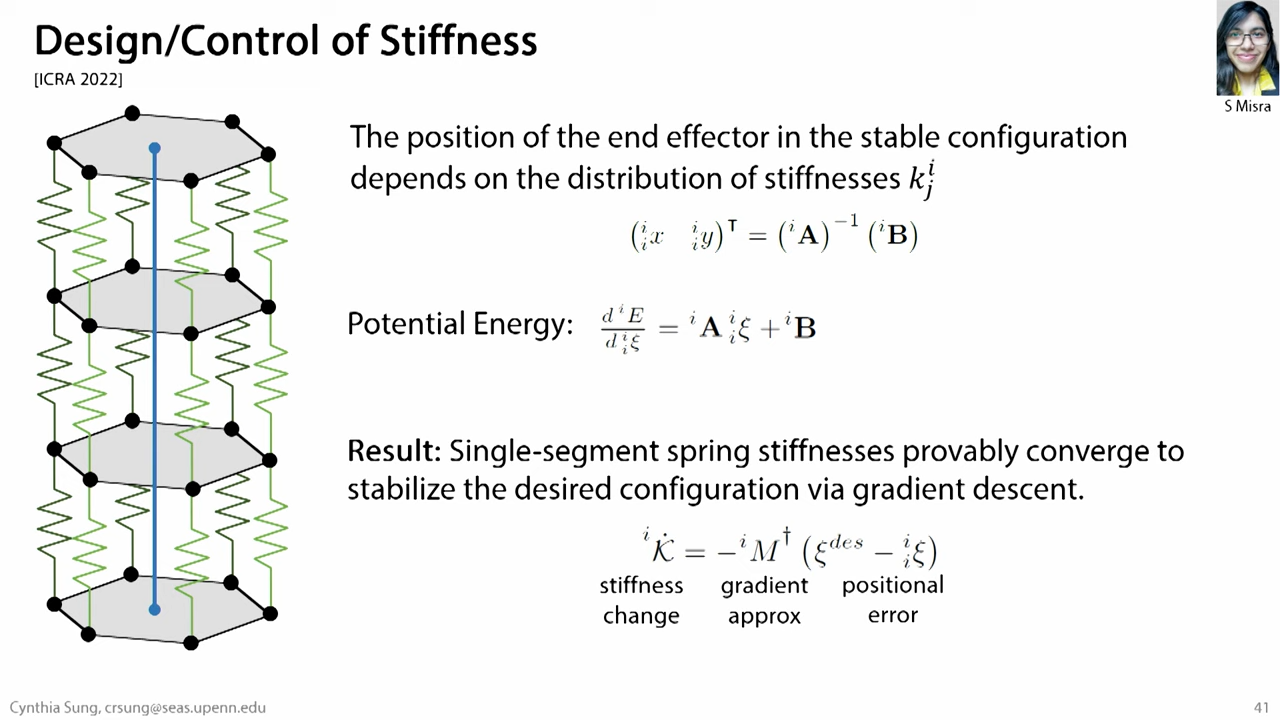 Design/Control of Stiffness
[ICRA 2022]
S Misra
The position of the end effector in the stable configuration
depends on the distribution of stiffnesses $k_j^i$
$({}^i_i x \quad {}^i_i y)^\mathsf{T} = ({}^i\mathbf{A})^{-1} ({}^i\mathbf{B})$
Potential Energy: $\frac{d\,{}^iE}{d\,{}^i_i\xi} = {}^i\mathbf{A}\,{}^i_i\xi + {}^i\mathbf{B}$
Result: Single-segment spring stiffnesses provably converge to
stabilize the desired configuration via gradient descent.
${}^i\dot{\mathcal{K}} = -{}^iM^\dagger (\xi^{des} - {}^i_i\xi)$
stiffness change
gradient approx
positional error
Cynthia Sung, crsung@seas.upenn.edu
41